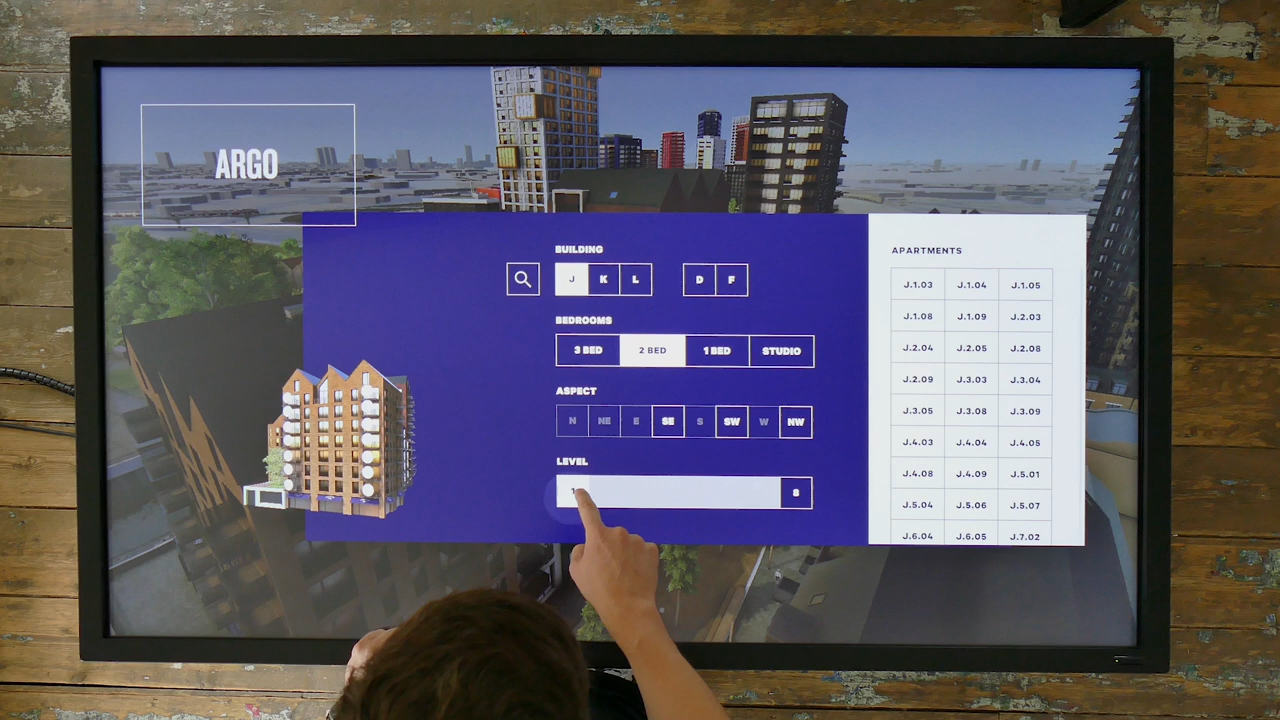 ARGO
BUILDING
J K L D F
BEDROOMS
3 BED 2 BED 1 BED STUDIO
ASPECT
N NE E SE S SW W NW
LEVEL
1 8
APARTMENTS
J.1.03 J.1.04 J.1.05
J.1.08 J.1.09 J.2.03
J.2.04 J.2.05 J.2.08
J.2.09 J.3.03 J.3.04
J.3.05 J.3.08 J.3.09
J.4.03 J.4.04 J.4.05
J.4.08 J.4.09 J.5.01
J.5.04 J.5.06 J.5.07
J.6.04 J.6.05 J.7.02